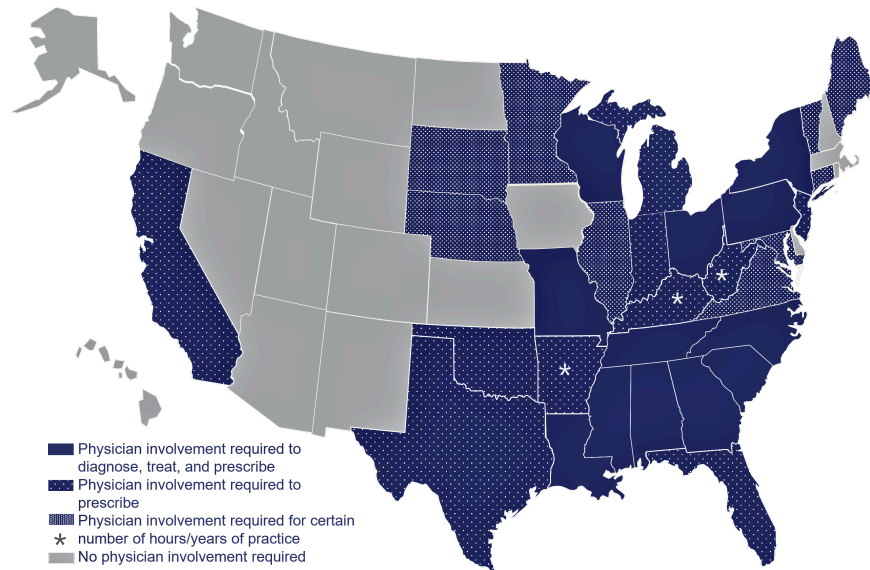 Physician involvement required to
diagnose, treat, and prescribe
Physician involvement required to
prescribe
Physician involvement required for certain
* number of hours/years of practice
No physician involvement required
*
*
*